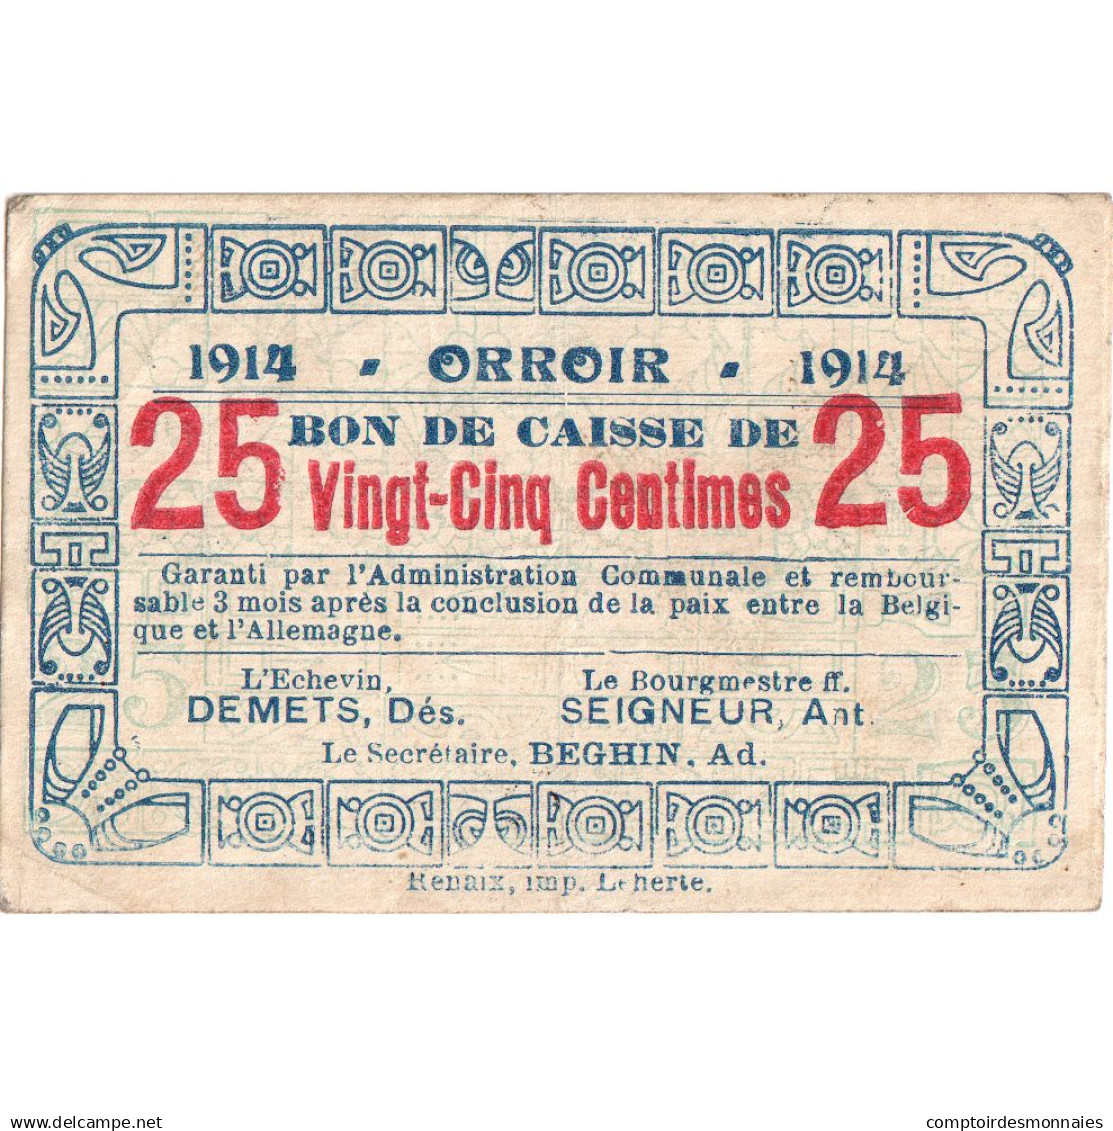 1914 - ORROIR - 1914
25 BON DE CAISSE DE 25
Vingt-Cinq Centimes
Garanti par l'Administration Communale et rembour-
sable 3 mois après la conclusion de la paix entre la Belgi-
que et l'Allemagne.
L'Echevin, Le Bourgmestre ff.
DEMETS, Dés. SEIGNEUR, Ant.
Le Secrétaire, BEGHIN, Ad.
Renaix, imp. Leherte.
delcampe.net
comptoirdesmonnaies